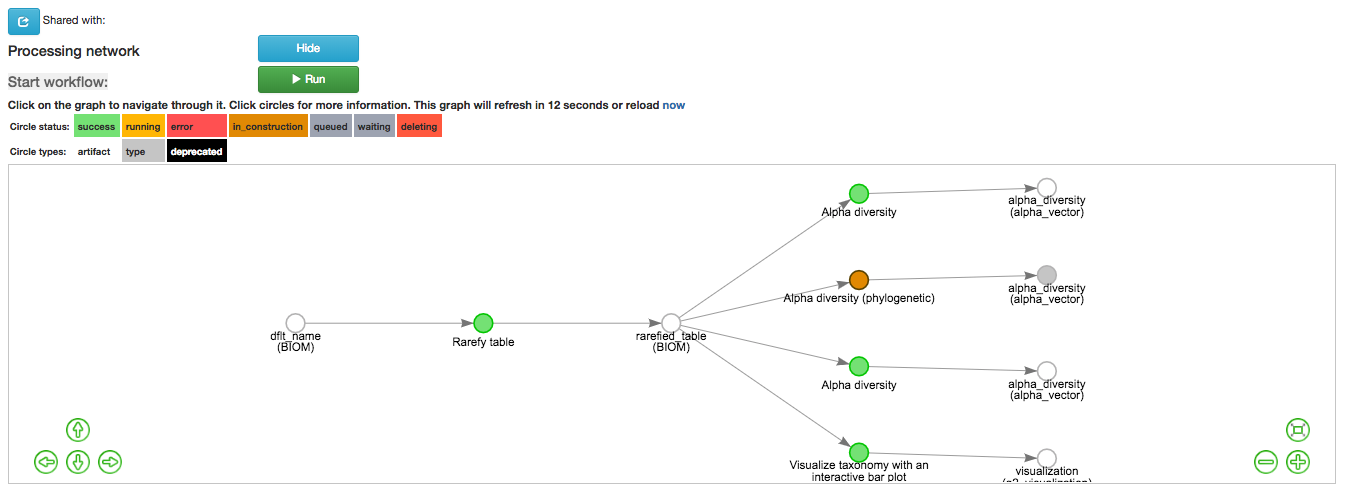 Shared with:
Processing network
Hide
Start workflow:
Run
Click on the graph to navigate through it. Click circles for more information. This graph will refresh in 12 seconds or reload now
Circle status: success running error in_construction queued waiting deleting
Circle types: artifact type deprecated
Alpha diversity
alpha_diversity
(alpha_vector)
Alpha diversity (phylogenetic)
alpha_diversity
(alpha_vector)
dflt_name
(BIOM)
Rarefy table
rarefied_table
(BIOM)
Alpha diversity
alpha_diversity
(alpha_vector)
Visualize taxonomy with an
interactive bar plot
visualization
(q2_visualization)